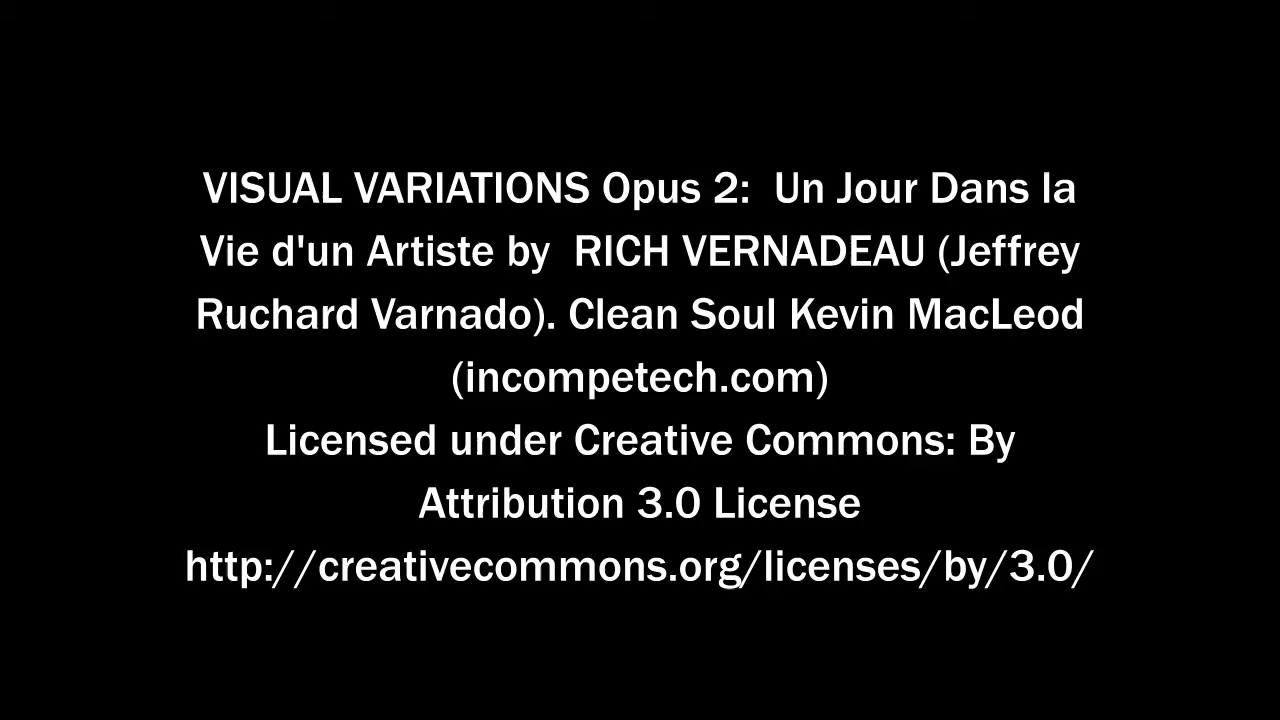 VISUAL VARIATIONS Opus 2:  Un Jour Dans la
Vie d'un Artiste by  RICH VERNADEAU (Jeffrey
Ruchard Varnado). Clean Soul Kevin MacLeod
(incompetech.com)
Licensed under Creative Commons: By
Attribution 3.0 License
http://creativecommons.org/licenses/by/3.0/